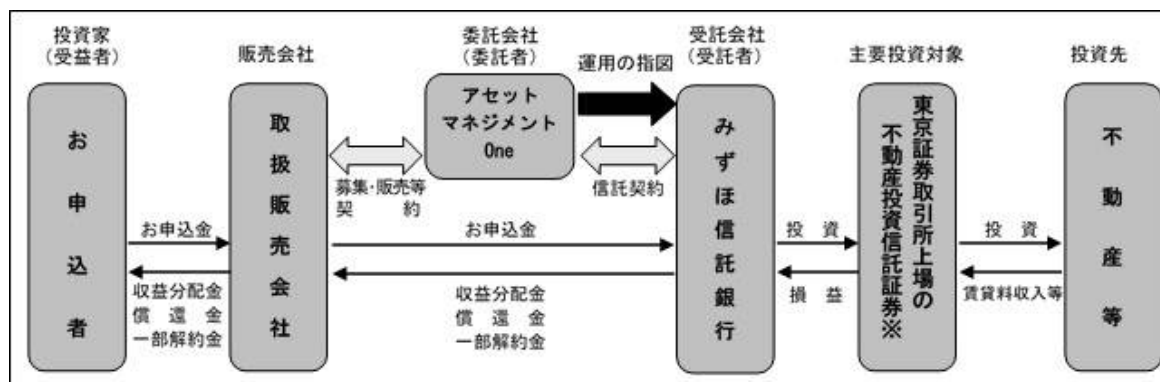 投資家
(受益者)
販売会社
委託会社
(委託者)
受託会社
(受託者)
主要投資対象
投資先
運用の指図
お申込者
取扱販売会社
アセット
マネジメント
One
みずほ信託銀行
東京証券取引所上場の
不動産投資信託証券※
不動産等
募集・販売等
契約
信託契約
お申込金
収益分配金
償還金
一部解約金
お申込金
収益分配金
償還金
一部解約金
投資
損益
投資
賃貸料収入等